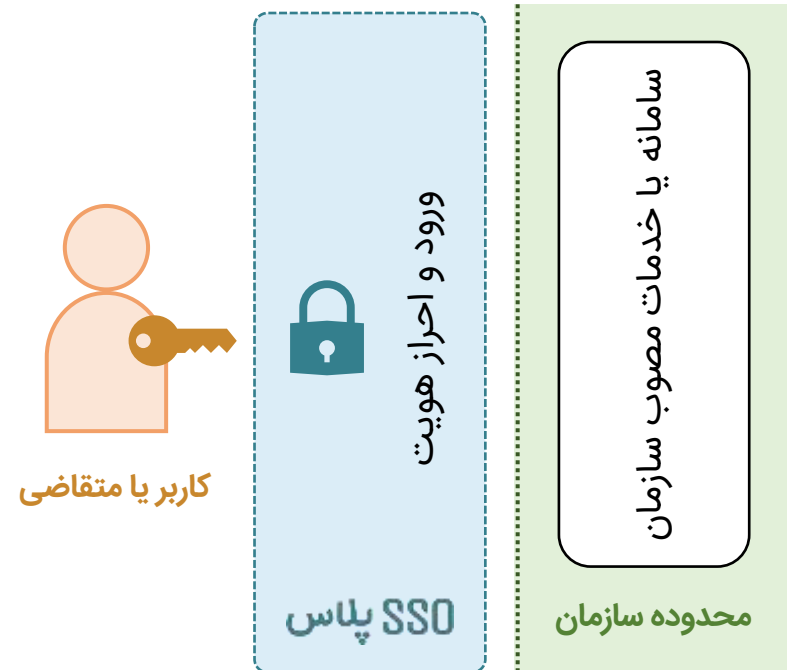 سامانه یا خدمات مصوب سازمان
محدوده سازمان
ورود و احراز هویت
SSO پلاس
کاربر یا متقاضی